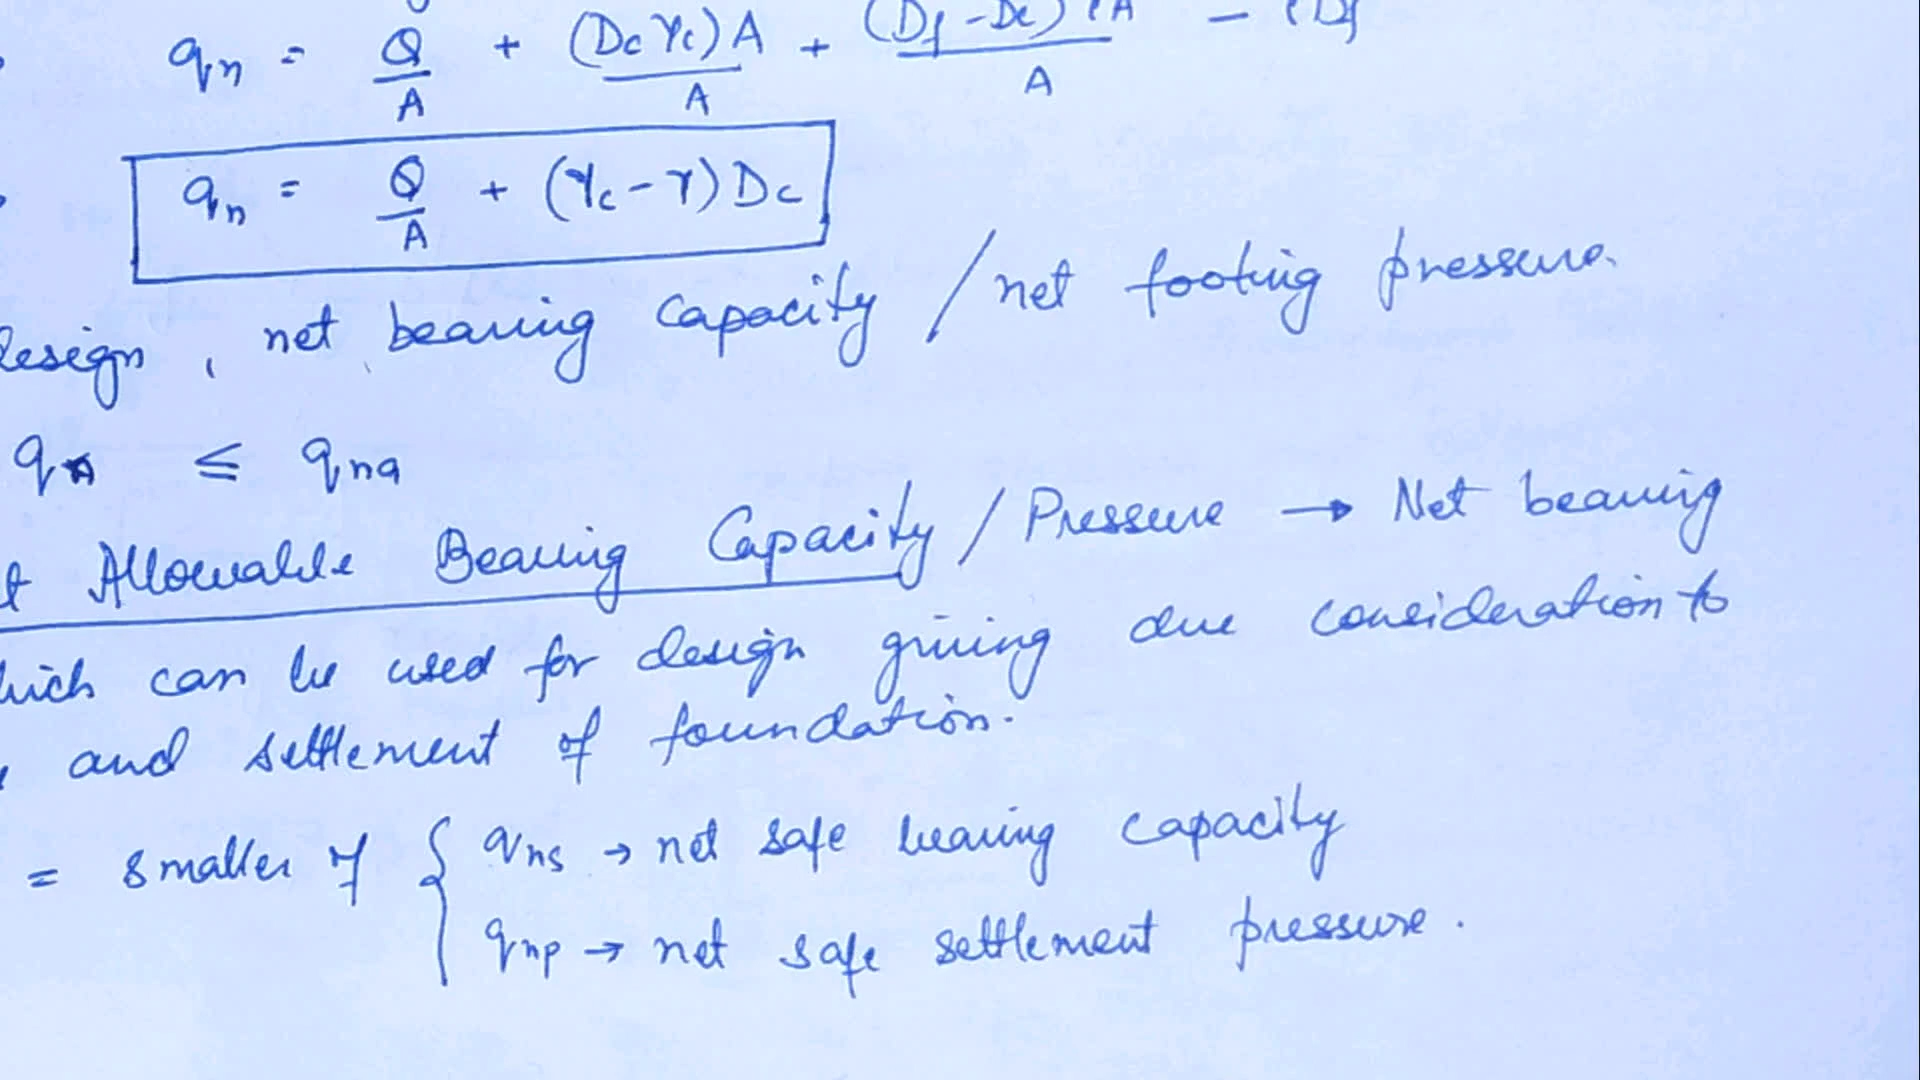 qn = Q/A + (Dc γc)A/A + (Df - Dc)γA/A - γDf
qn = Q/A + (γc - γ) Dc
design, net bearing capacity / net footing pressure.
≤ qna
Allowable Bearing Capacity / Pressure → Net bearing
which can be used for design giving due consideration to
and settlement of foundation.
= smaller of { qns → net safe bearing capacity
qnp → net safe settlement pressure.